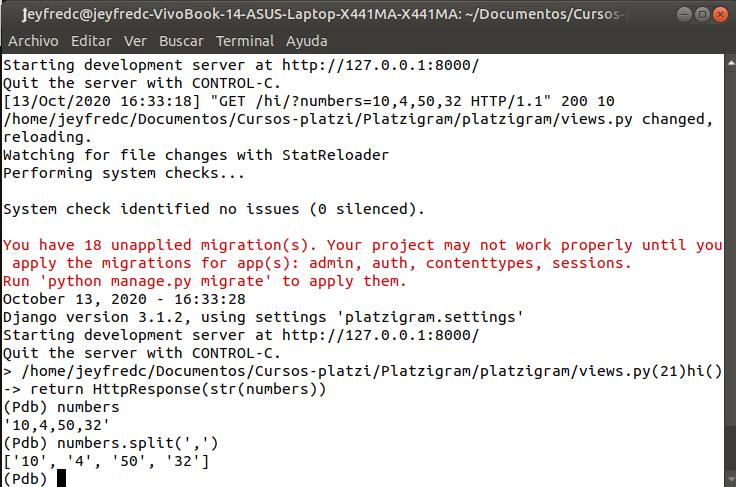 jeyfredc@jeyfredc-VivoBook-14-ASUS-Laptop-X441MA-X441MA: ~/Documentos/Cursos-p
Archivo Editar Ver Buscar Terminal Ayuda
Starting development server at http://127.0.0.1:8000/
Quit the server with CONTROL-C.
[13/Oct/2020 16:33:18] "GET /hi/?numbers=10,4,50,32 HTTP/1.1" 200 10
/home/jeyfredc/Documentos/Cursos-platzi/Platzigram/platzigram/views.py changed,
reloading.
Watching for file changes with StatReloader
Performing system checks...
System check identified no issues (0 silenced).
You have 18 unapplied migration(s). Your project may not work properly until you
apply the migrations for app(s): admin, auth, contenttypes, sessions.
Run 'python manage.py migrate' to apply them.
October 13, 2020 - 16:33:28
Django version 3.1.2, using settings 'platzigram.settings'
Starting development server at http://127.0.0.1:8000/
Quit the server with CONTROL-C.
> /home/jeyfredc/Documentos/Cursos-platzi/Platzigram/platzigram/views.py(21)hi()
-> return HttpResponse(str(numbers))
(Pdb) numbers
'10,4,50,32'
(Pdb) numbers.split(',')
['10', '4', '50', '32']
(Pdb)